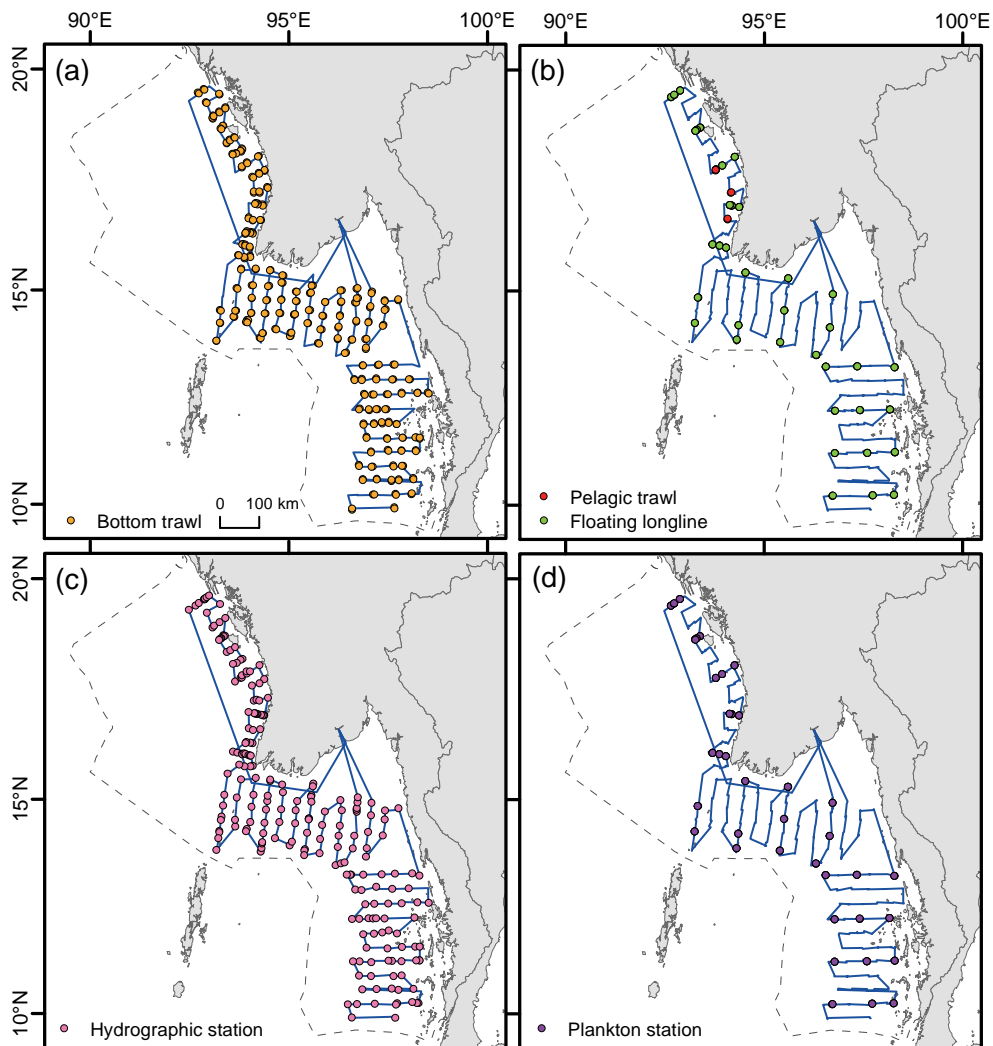 90°E 95°E 100°E 90°E 95°E 100°E
20°N (a) (b)
15°N
10°N
0 100 km
Bottom trawl
Pelagic trawl
Floating longline
20°N (c) (d)
15°N
10°N
Hydrographic station
Plankton station